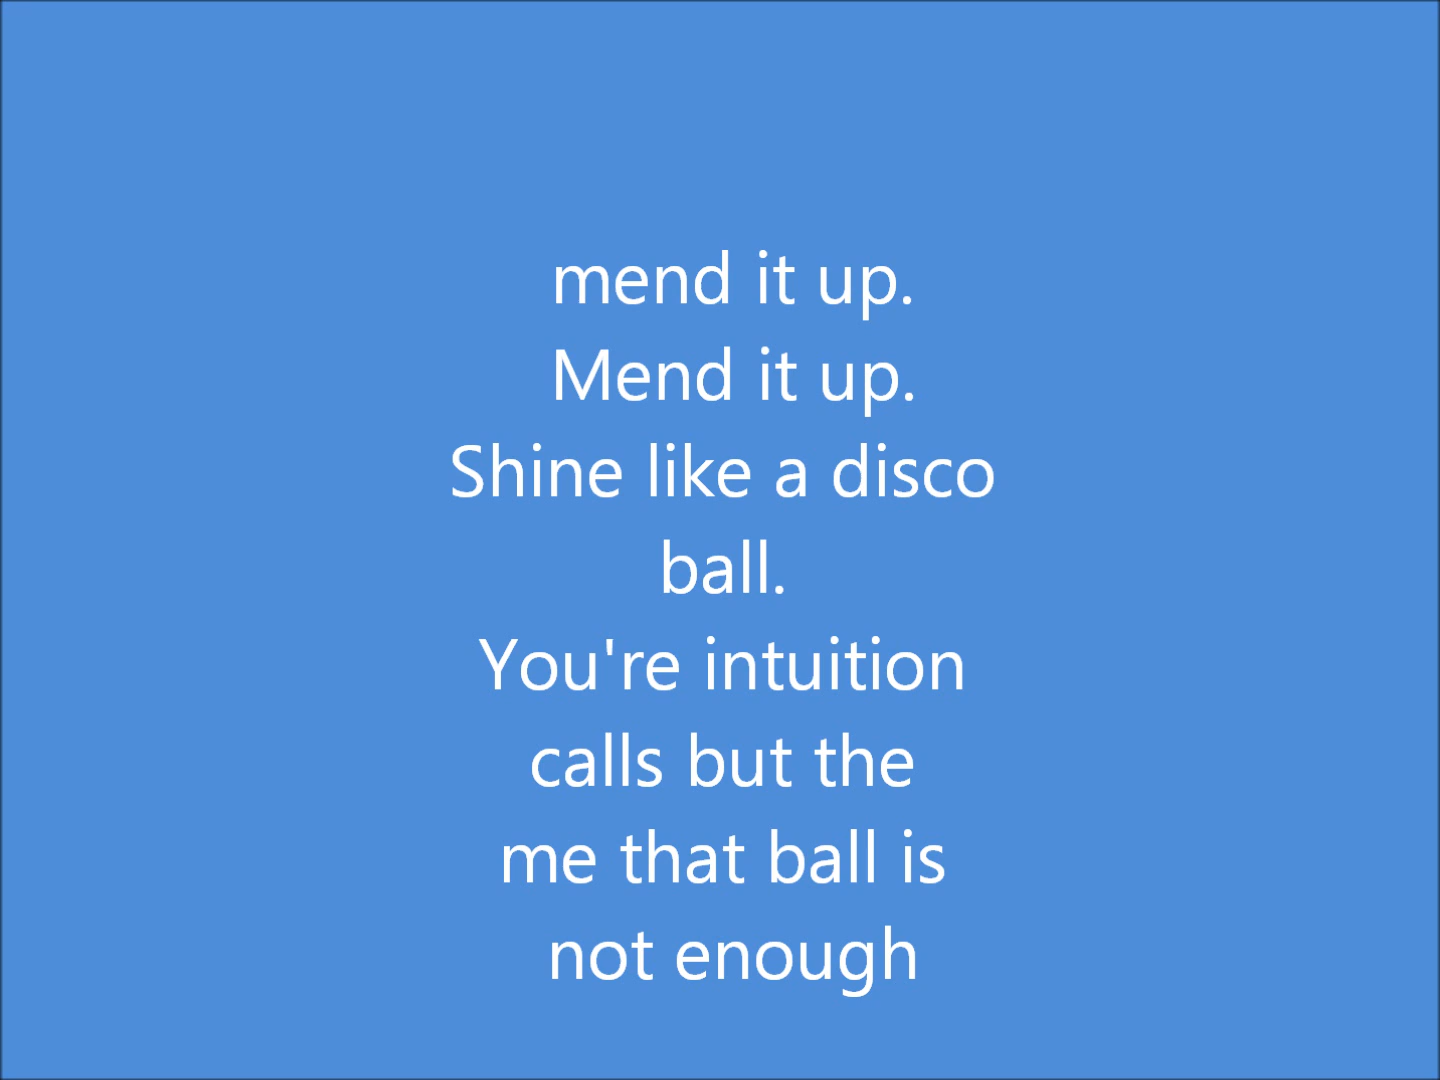 mend it up.
Mend it up.
Shine like a disco
ball.
You're intuition
calls but the
me that ball is
not enough